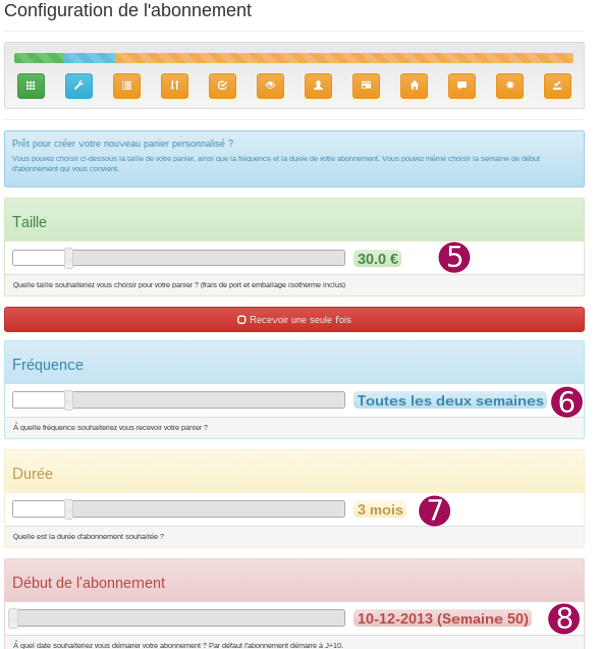 Configuration de l'abonnement
Prêt pour créer votre nouveau panier personnalisé ?
Vous pouvez choisir ci-dessous la taille de votre panier, ainsi que la fréquence et la durée de votre abonnement. Vous pouvez même choisir la semaine de début
d'abonnement qui vous convient.
Taille
30.0 € 5
Quelle taille souhaiteriez vous choisir pour votre panier ? (frais de port et emballage isotherme inclus)
Recevoir une seule fois
Fréquence
Toutes les deux semaines 6
À quelle fréquence souhaiteriez vous recevoir votre panier ?
Durée
3 mois 7
Quelle est la durée d'abonnement souhaitée ?
Début de l'abonnement
10-12-2013 (Semaine 50) 8
À quel date souhaiteriez vous démarrer votre abonnement ? Par défaut l'abonnement démarre à J+10.